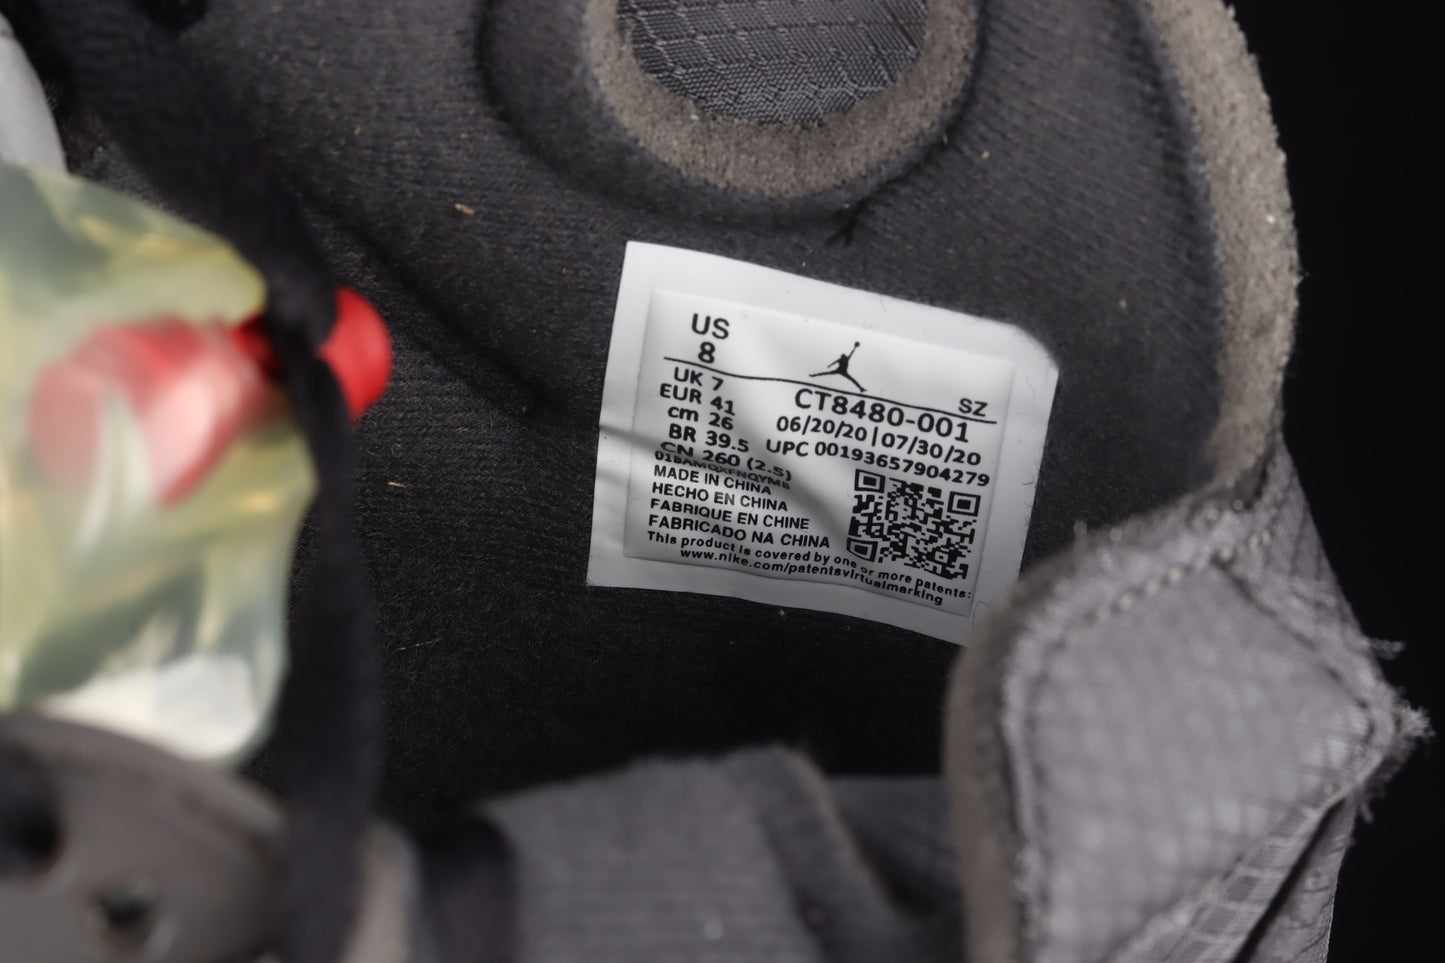 US
8
SZ
UK 7
CT8480-001
EUR 41
06/20/20|07/30/20
cm 26
UPC 00193657904279
BR 39.5
CN 260 (2.5)
MADE IN CHINA
HECHO EN CHINA
FABRIQUE EN CHINE
FABRICADO NA CHINA
This product is covered by one or more patents:
www.nike.com/patentsvirtualmarking